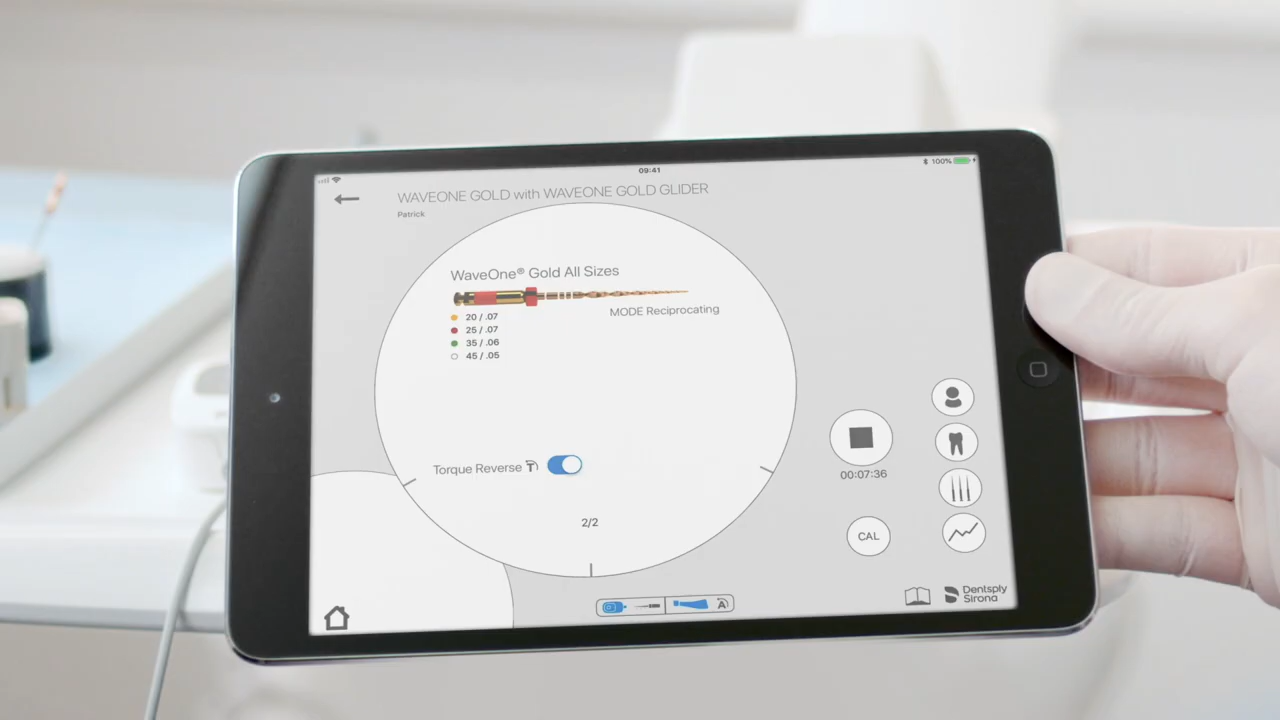 09:41
100%
WAVEONE GOLD with WAVEONE GOLD GLIDER
Patrick
WaveOne® Gold All Sizes
MODE Reciprocating
20 / .07
25 / .07
35 / .06
45 / .05
Torque Reverse
2/2
00:07:36
CAL
A
Dentsply
Sirona